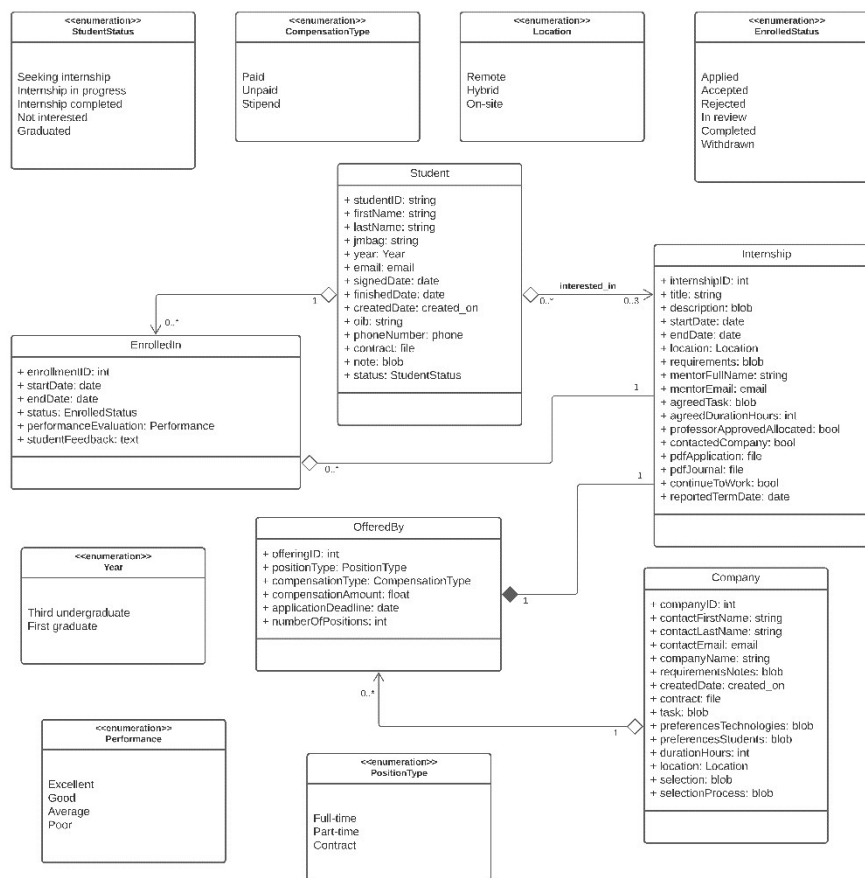 <<enumeration>>
StudentStatus
Seeking internship
Internship in progress
Internship completed
Not interested
Graduated
<<enumeration>>
CompensationType
Paid
Unpaid
Stipend
<<enumeration>>
Location
Remote
Hybrid
On-site
<<enumeration>>
EnrolledStatus
Applied
Accepted
Rejected
In review
Completed
Withdrawn
Student
+ studentID: string
+ firstName: string
+ lastName: string
+ jmbag: string
+ year: Year
+ email: email
+ signedDate: date
+ finishedDate: date
+ createdDate: created_on
+ oib: string
+ phoneNumber: phone
+ contract: file
+ note: blob
+ status: StudentStatus
interested_in
0..*
0..3
1
0..*
Internship
+ internshipID: int
+ title: string
+ description: blob
+ startDate: date
+ endDate: date
+ location: Location
+ requirements: blob
+ mentorFullName: string
+ mentorEmail: email
+ agreedTask: blob
+ agreedDurationHours: int
+ professorApprovedAllocated: bool
+ contactedCompany: bool
+ pdfApplication: file
+ pdfJournal: file
+ continueToWork: bool
+ reportedTermDate: date
EnrolledIn
+ enrollmentID: int
+ startDate: date
+ endDate: date
+ status: EnrolledStatus
+ performanceEvaluation: Performance
+ studentFeedback: text
1
0..*
1
OfferedBy
+ offeringID: int
+ positionType: PositionType
+ compensationType: CompensationType
+ compensationAmount: float
+ applicationDeadline: date
+ numberOfPositions: int
1
0..*
1
<<enumeration>>
Year
Third undergraduate
First graduate
Company
+ companyID: int
+ contactFirstName: string
+ contactLastName: string
+ contactEmail: email
+ companyName: string
+ requirementsNotes: blob
+ createdDate: created_on
+ contract: file
+ task: blob
+ preferencesTechnologies: blob
+ preferencesStudents: blob
+ durationHours: int
+ location: Location
+ selection: blob
+ selectionProcess: blob
<<enumeration>>
Performance
Excellent
Good
Average
Poor
<<enumeration>>
PositionType
Full-time
Part-time
Contract